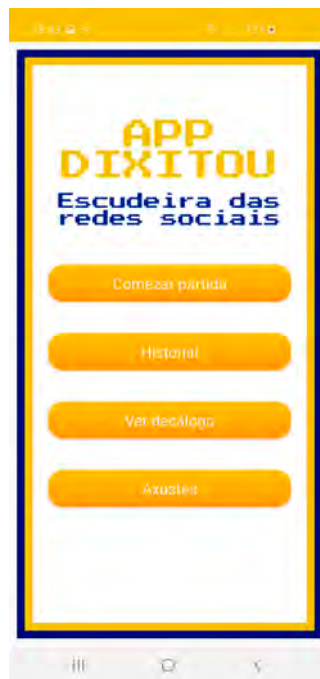 APP
DIXITOU
Escudeira das
redes sociais
Comezar partida
Historial
Ver decálogo
Axustes